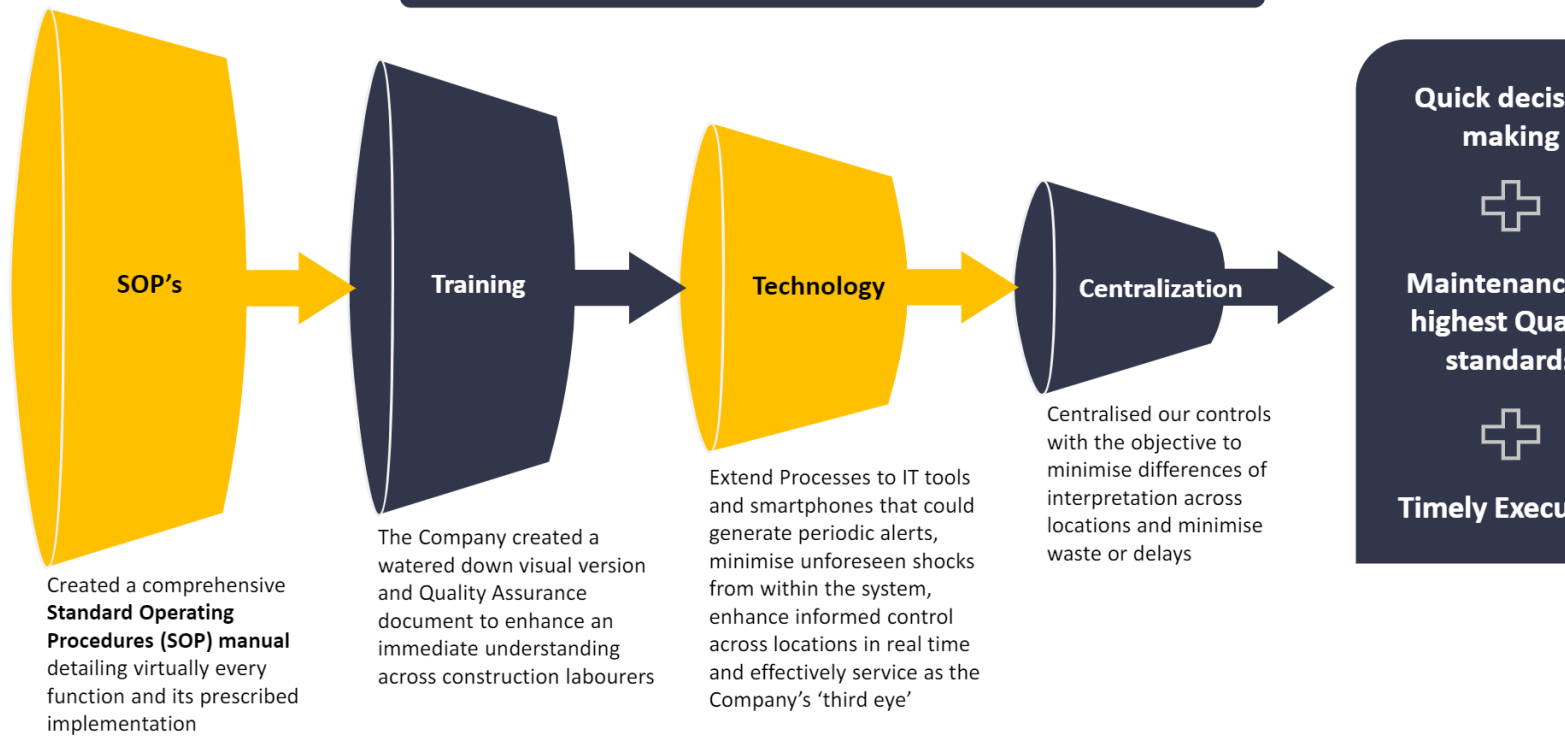 SOP's
Training
Technology
Centralization
Created a comprehensive
Standard Operating
Procedures (SOP) manual
detailing virtually every
function and its prescribed
implementation
The Company created a
watered down visual version
and Quality Assurance
document to enhance an
immediate understanding
across construction labourers
Extend Processes to IT tools
and smartphones that could
generate periodic alerts,
minimise unforeseen shocks
from within the system,
enhance informed control
across locations in real time
and effectively service as the
Company's ‘third eye’
Centralised our controls
with the objective to
minimise differences of
interpretation across
locations and minimise
waste or delays
Quick
making
highest
Timely